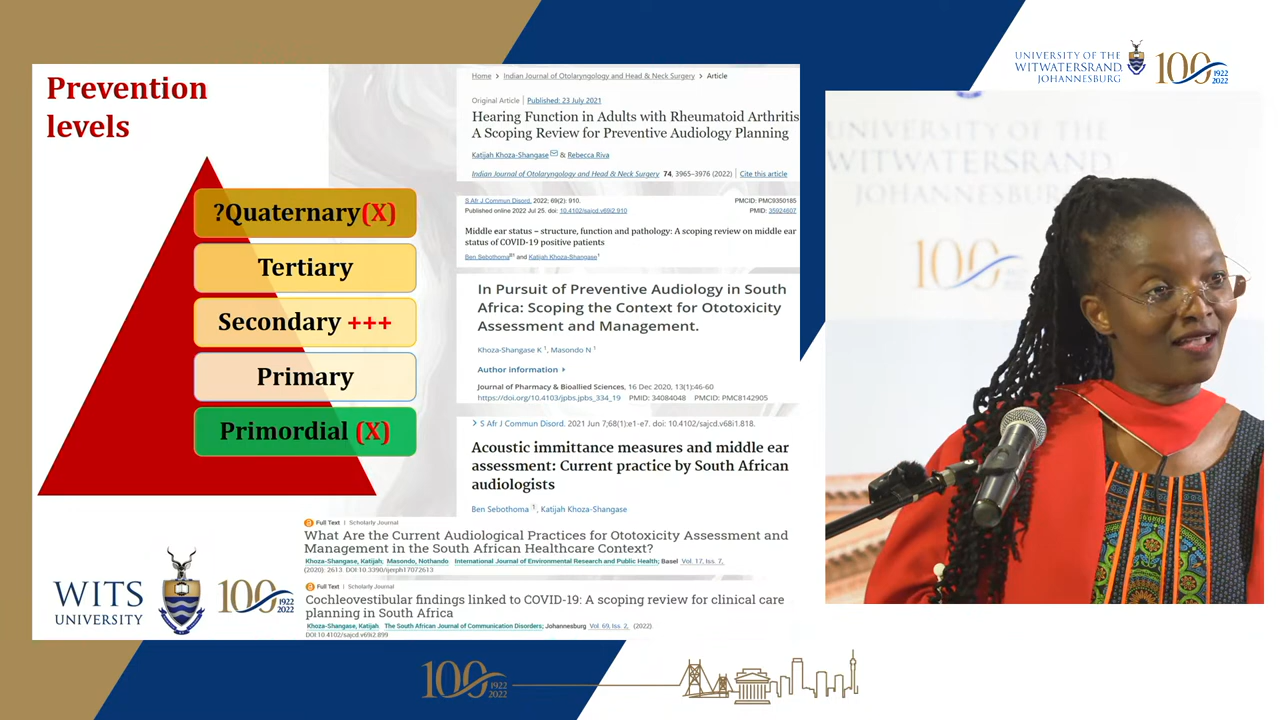 UNIVERSITY OF THE
WITWATERSRAND,
JOHANNESBURG
100 1922
2022
Prevention
levels
?Quaternary(X)
Tertiary
Secondary +++
Primary
Primordial (X)
Home > Indian Journal of Otolaryngology and Head & Neck Surgery > Article
Original Article | Published: 23 July 2021
Hearing Function in Adults with Rheumatoid Arthritis
A Scoping Review for Preventive Audiology Planning
Katijah Khoza-Shangase & Rebecca Riva
Indian Journal of Otolaryngology and Head & Neck Surgery 74, 3965–3976 (2022) | Cite this article
S Afr J Commun Disord. 2022; 69(2): 910.
PMCID: PMC9350185
Published online 2022 Jul 25. doi: 10.4102/sajcd.v69i2.910
PMID: 35924607
Middle ear status – structure, function and pathology: A scoping review on middle ear
status of COVID-19 positive patients
Ben Sebothoma and Katijah Khoza-Shangase1
In Pursuit of Preventive Audiology in South
Africa: Scoping the Context for Ototoxicity
Assessment and Management.
Khoza-Shangase K 1, Masondo N 1
Author information ▸
Journal of Pharmacy & Bioallied Sciences, 16 Dec 2020, 13(1):46-60
https://doi.org/10.4103/jpbs.jpbs_334_19 PMID: 34084048 PMCID: PMC8142905
> S Afr J Commun Disord. 2021 Jun 7;68(1):e1-e7. doi: 10.4102/sajcd.v68i1.818.
Acoustic immittance measures and middle ear
assessment: Current practice by South African
audiologists
Ben Sebothoma 1, Katijah Khoza-Shangase
Full Text | Scholarly Journal
What Are the Current Audiological Practices for Ototoxicity Assessment and
Management in the South African Healthcare Context?
Khoza-Shangase, Katijah. Masondo, Nothando. International Journal of Environmental Research and Public Health; Basel Vol. 17, Iss. 7,
(2020): 2613. DOI:10.3390/ijerph17072613
Full Text | Scholarly Journal
Cochleovestibular findings linked to COVID-19: A scoping review for clinical care
planning in South Africa
Khoza-Shangase, Katijah. The South African Journal of Communication Disorders; Johannesburg Vol. 69, Iss. 2, (2022).
DOI:10.4102/sajcd.v69i2.899
WITS
UNIVERSITY
100 1922
2022
UNIVERSITY OF THE
WITWATERSRAND
JOHANNESBURG
100
100 1922
2022